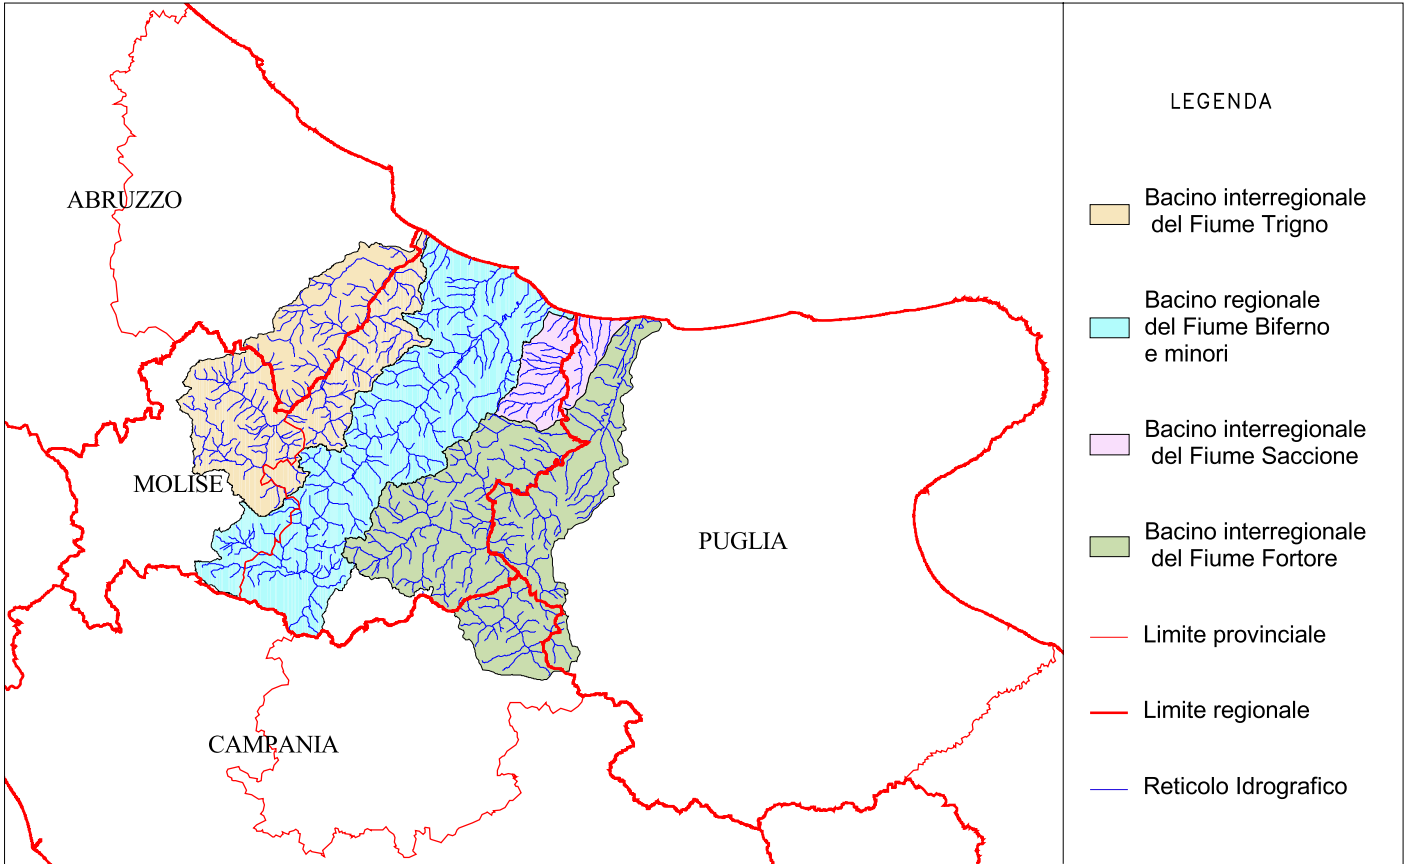 ABRUZZO
MOLISE
PUGLIA
CAMPANIA
LEGENDA
Bacino interregionale
del Fiume Trigno
Bacino regionale
del Fiume Biferno
e minori
Bacino interregionale
del Fiume Saccione
Bacino interregionale
del Fiume Fortore
Limite provinciale
Limite regionale
Reticolo Idrografico